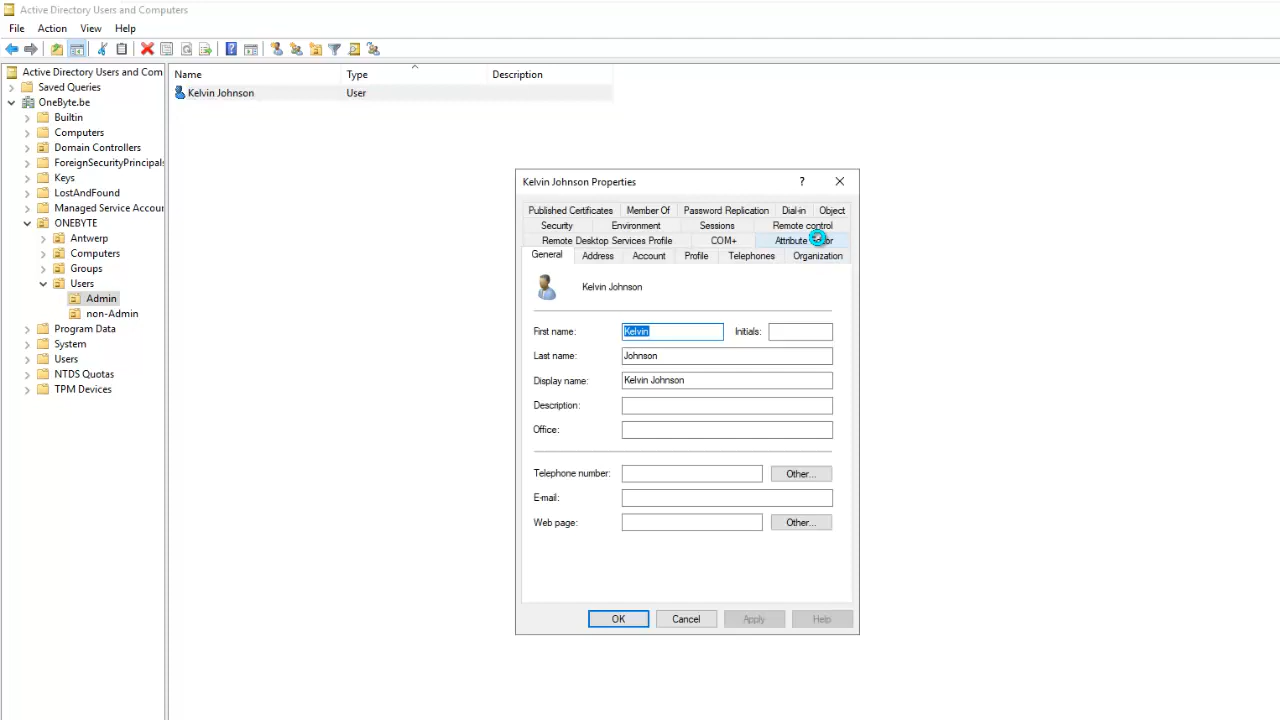 Active Directory Users and Computers
File Action View Help
Active Directory Users and Com
Saved Queries
OneByte.be
Builtin
Computers
Domain Controllers
ForeignSecurityPrincipals
Keys
LostAndFound
Managed Service Accour
ONEBYTE
Antwerp
Computers
Groups
Users
Admin
non-Admin
Program Data
System
Users
NTDS Quotas
TPM Devices
Name Type Description
Kelvin Johnson User
Kelvin Johnson Properties
Published Certificates Member Of Password Replication Dial-in Object
Security Environment Sessions Remote control
Remote Desktop Services Profile COM+ Attribute
General Address Account Profile Telephones Organization
Kelvin Johnson
First name: Kelvin Initials:
Last name: Johnson
Display name: Kelvin Johnson
Description:
Office:
Telephone number: Other...
E-mail:
Web page: Other...
OK Cancel Apply Help